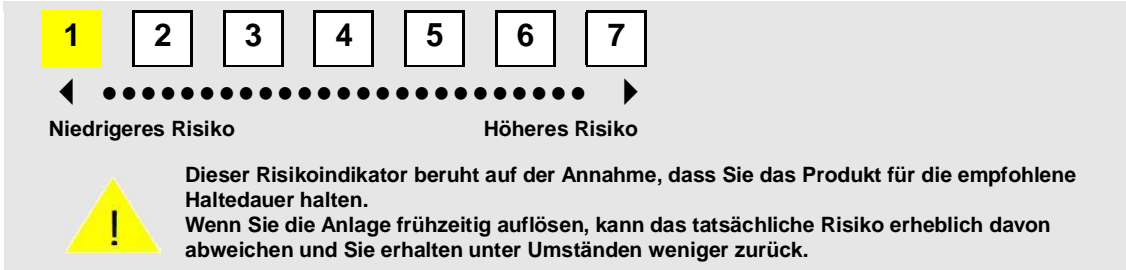 1 2 3 4 5 6 7
Niedrigeres Risiko Höheres Risiko
Dieser Risikoindikator beruht auf der Annahme, dass Sie das Produkt für die empfohlene
Haltedauer halten.
Wenn Sie die Anlage frühzeitig auflösen, kann das tatsächliche Risiko erheblich davon
abweichen und Sie erhalten unter Umständen weniger zurück.
!